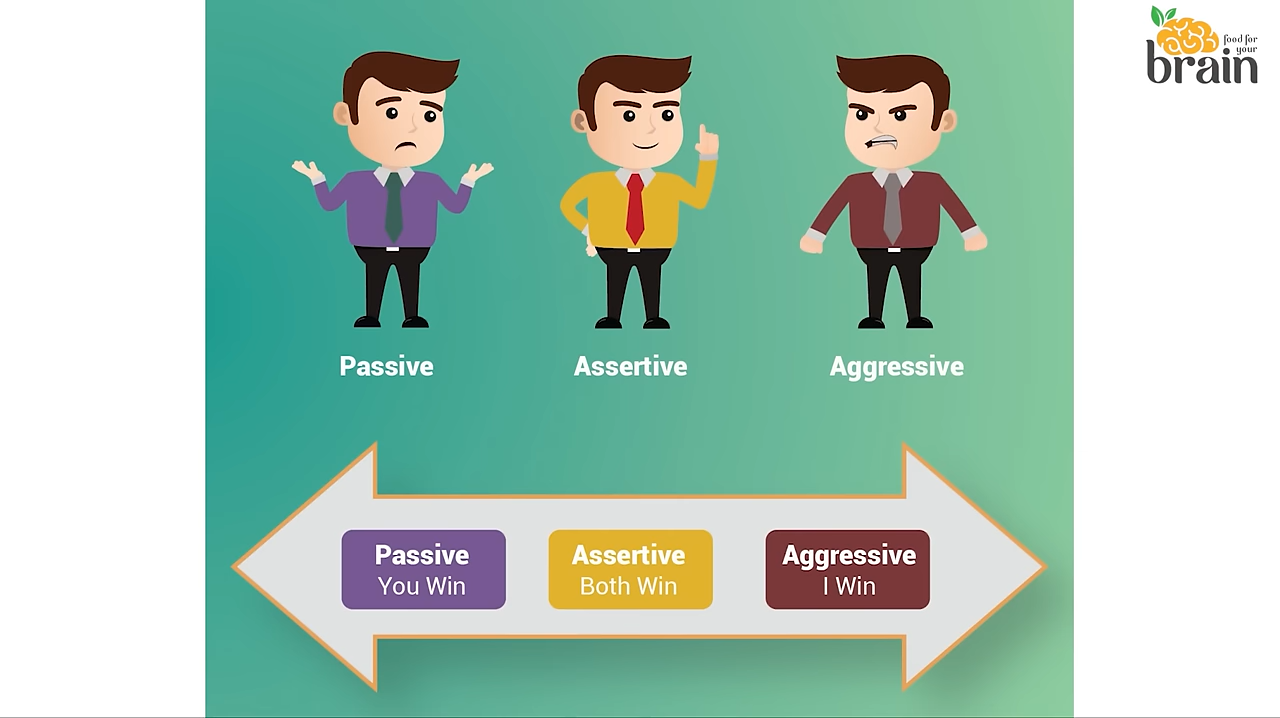 food for
your
brain
Passive
Assertive
Aggressive
Passive
You Win
Assertive
Both Win
Aggressive
I Win